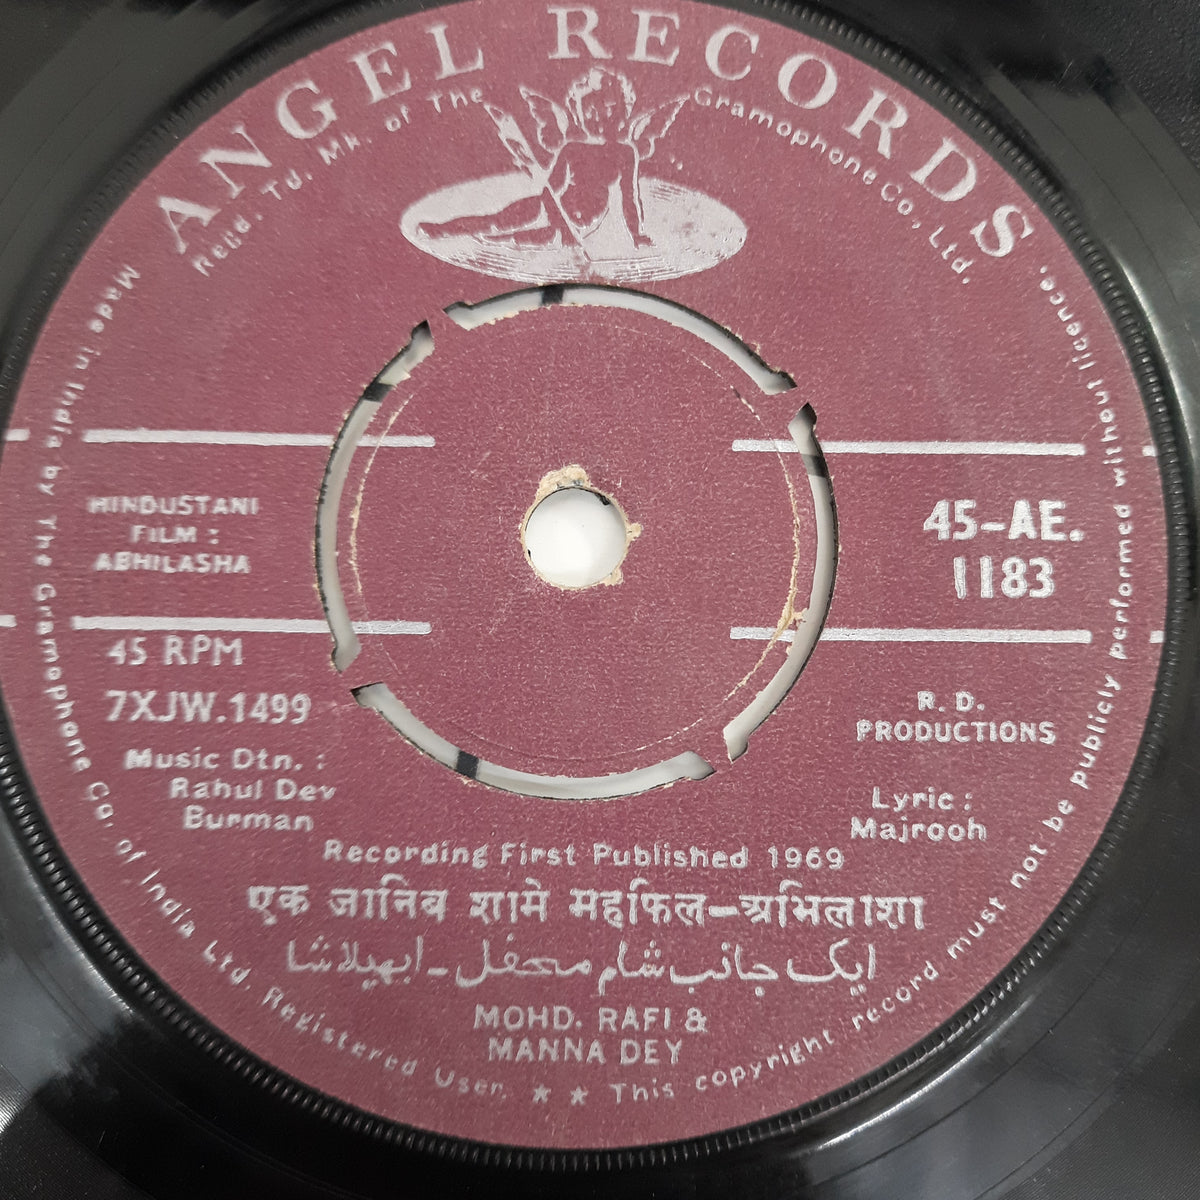 ANGEL RECORDS
Regd. Td. Mk. of The Gramophone Co., Ltd.
HINDUSTANI
FILM :
ABHILASHA
45-AE.
1183
45 RPM
7XJW.1499
R. D.
PRODUCTIONS
Music Dtn. :
Rahul Dev
Burman
Lyric :
Majrooh
Recording First Published 1969
एक जानिब शामे महफिल-अभिलाशा
ایک جانب شام محفل - ابھیلاشا
MOHD. RAFI &
MANNA DEY
Made in India by The Gramophone Co. of India Ltd. Registered User. ★ ★ This copyright record must not be publicly performed without licence.